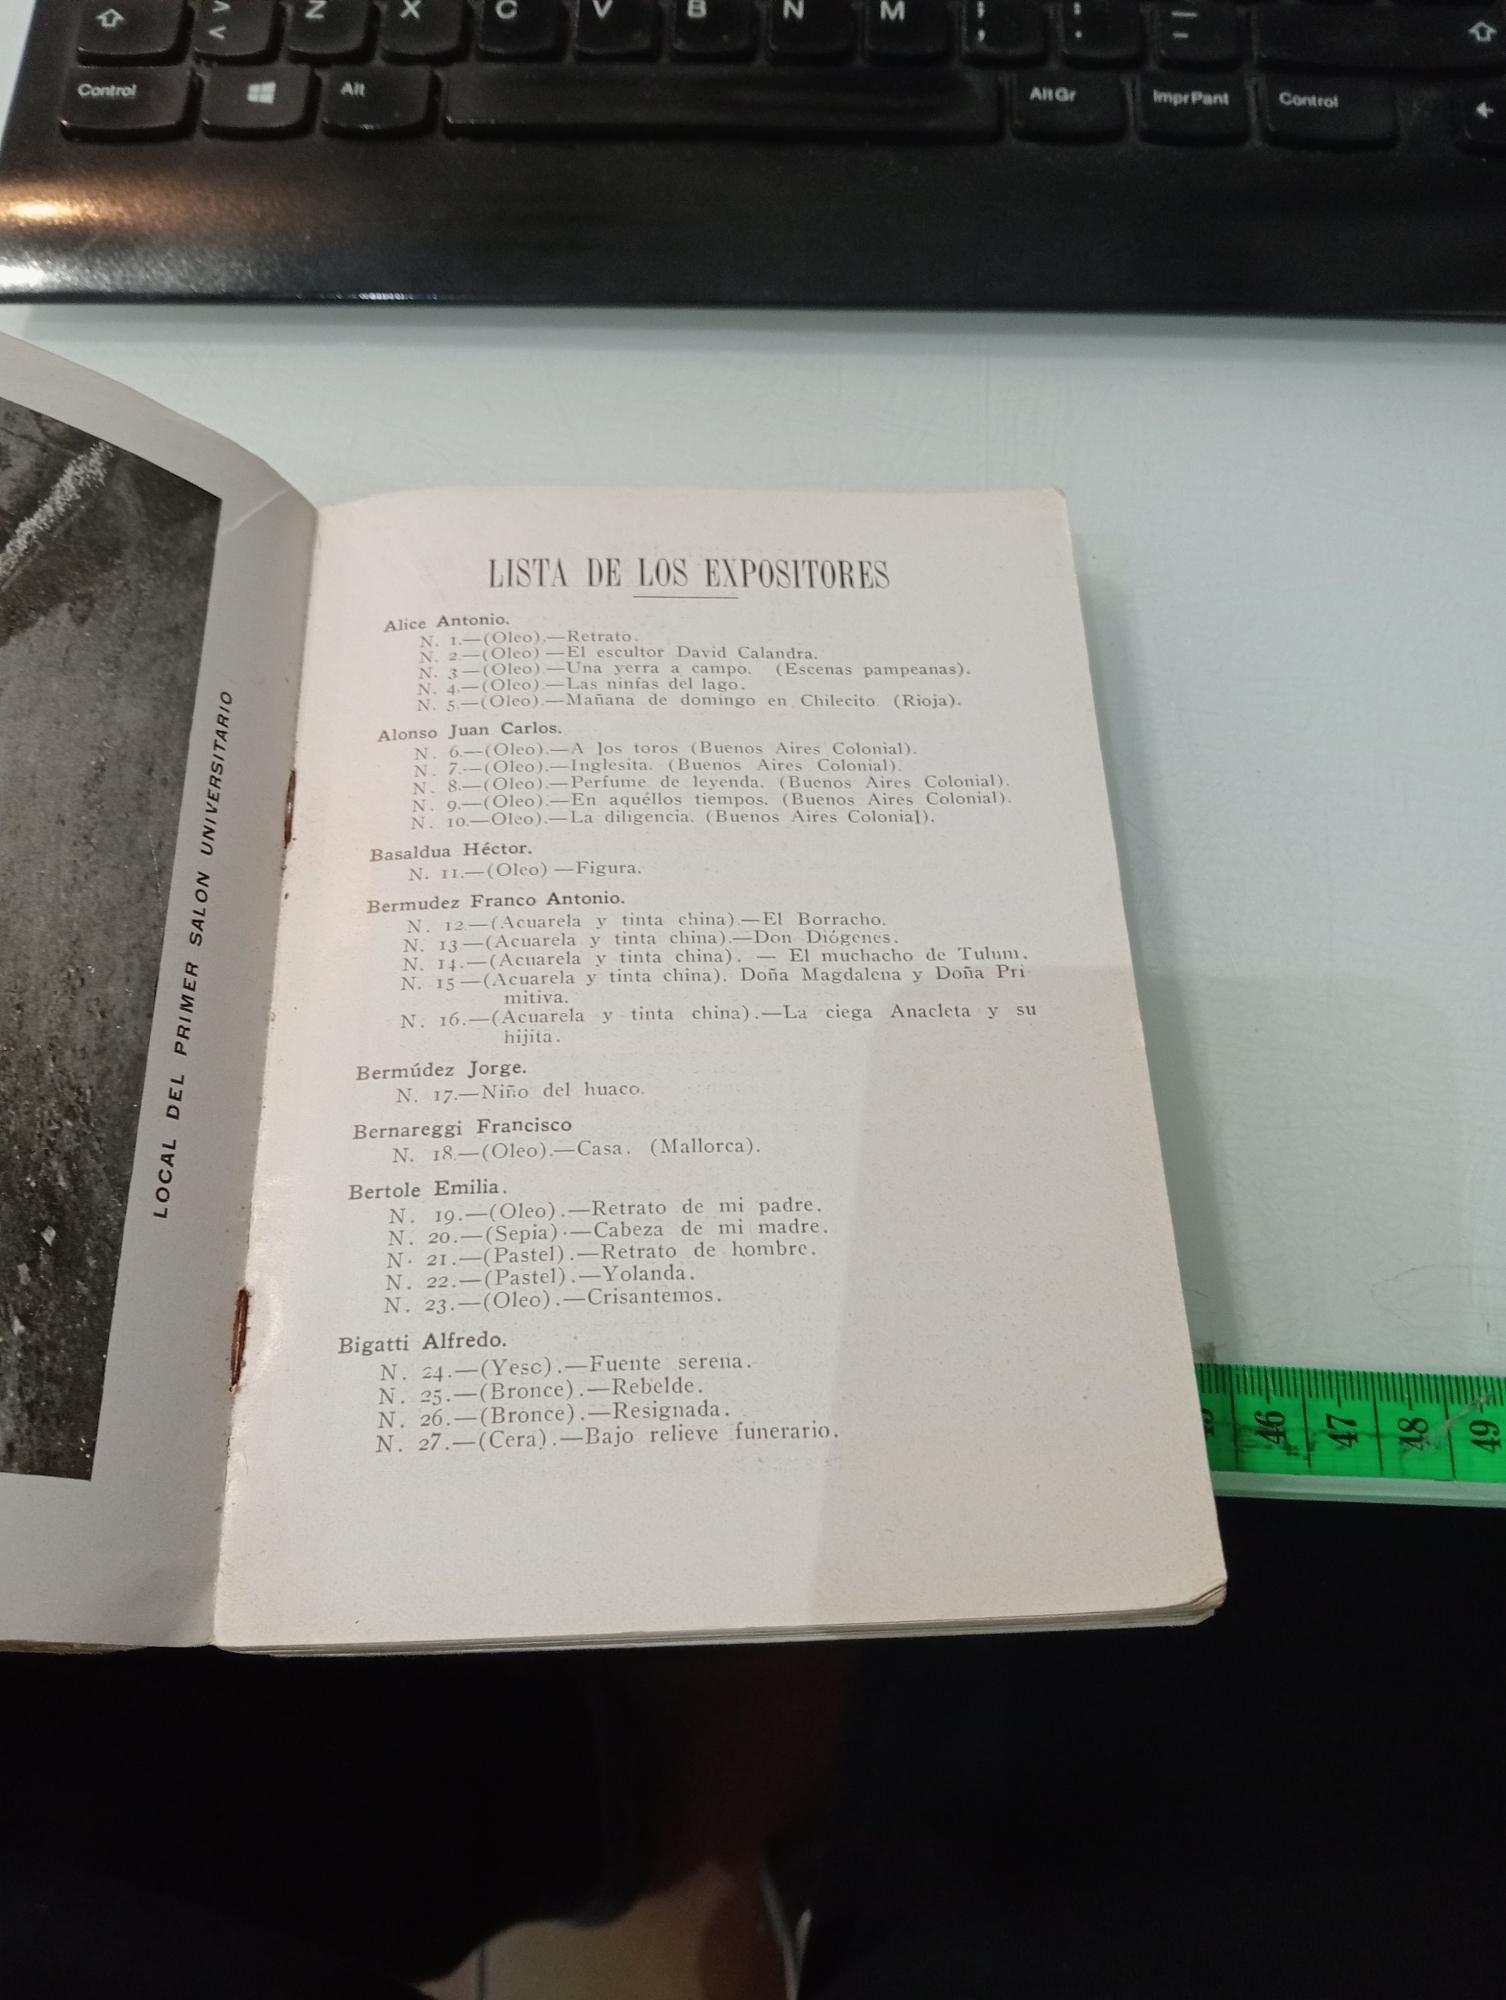 Z X C V B N M ; , : . _ -
> <
Control Alt Alt Gr Impr Pant Control
LOCAL DEL PRIMER SALON UNIVERSITARIO
LISTA DE LOS EXPOSITORES
Alice Antonio.
N. 1.—(Oleo).—Retrato.
N. 2—(Oleo) —El escultor David Calandra.
N. 3—(Oleo) —Una yerra a campo. (Escenas pampeanas).
N. 4.—(Oleo) —Las ninfas del lago.
N. 5.—(Oleo).—Mañana de domingo en Chilecito (Rioja).
Alonso Juan Carlos.
N. 6.—(Oleo).—A los toros (Buenos Aires Colonial).
N. 7.—(Oleo).—Inglesita. (Buenos Aires Colonial).
N. 8.—(Oleo).—Perfume de leyenda. (Buenos Aires Colonial).
N. 9.—(Oleo).—En aquéllos tiempos. (Buenos Aires Colonial).
N. 10.—Oleo).—La diligencia. (Buenos Aires Colonial).
Basaldua Héctor.
N. 11.—(Oleo) —Figura.
Bermudez Franco Antonio.
N. 12.—(Acuarela y tinta china).—El Borracho.
N. 13—(Acuarela y tinta china).—Don Diógenes.
N. 14.—(Acuarela y tinta china). — El muchacho de Tulum.
N. 15—(Acuarela y tinta china). Doña Magdalena y Doña Pri-
mitiva.
N. 16.—(Acuarela y tinta china).—La ciega Anacleta y su
hijita.
Bermúdez Jorge.
N. 17.—Niño del huaco.
Bernareggi Francisco
N. 18.—(Oleo).—Casa. (Mallorca).
Bertole Emilia.
N. 19.—(Oleo).—Retrato de mi padre.
N. 20.—(Sepia).—Cabeza de mi madre.
N. 21.—(Pastel).—Retrato de hombre.
N. 22.—(Pastel).—Yolanda.
N. 23.—(Oleo).—Crisantemos.
Bigatti Alfredo.
N. 24.—(Yeso).—Fuente serena.
N. 25.—(Bronce).—Rebelde.
N. 26.—(Bronce).—Resignada.
N. 27.—(Cera).—Bajo relieve funerario.
46 47 48 49